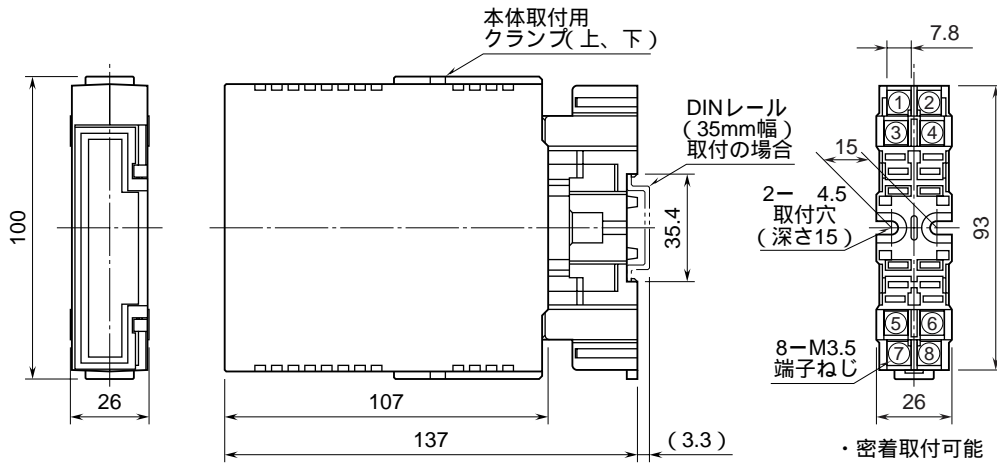 本体取付用
クランプ（上、下）
7.8
DINレール
（35mm幅）
取付の場合
① ②
③ ④
15
2ー 4.5
取付穴
（深さ15）
100
35.4
93
⑤ ⑥
8ーM3.5
端子ねじ
⑦ ⑧
26
107
26
137
（3.3）
・密着取付可能